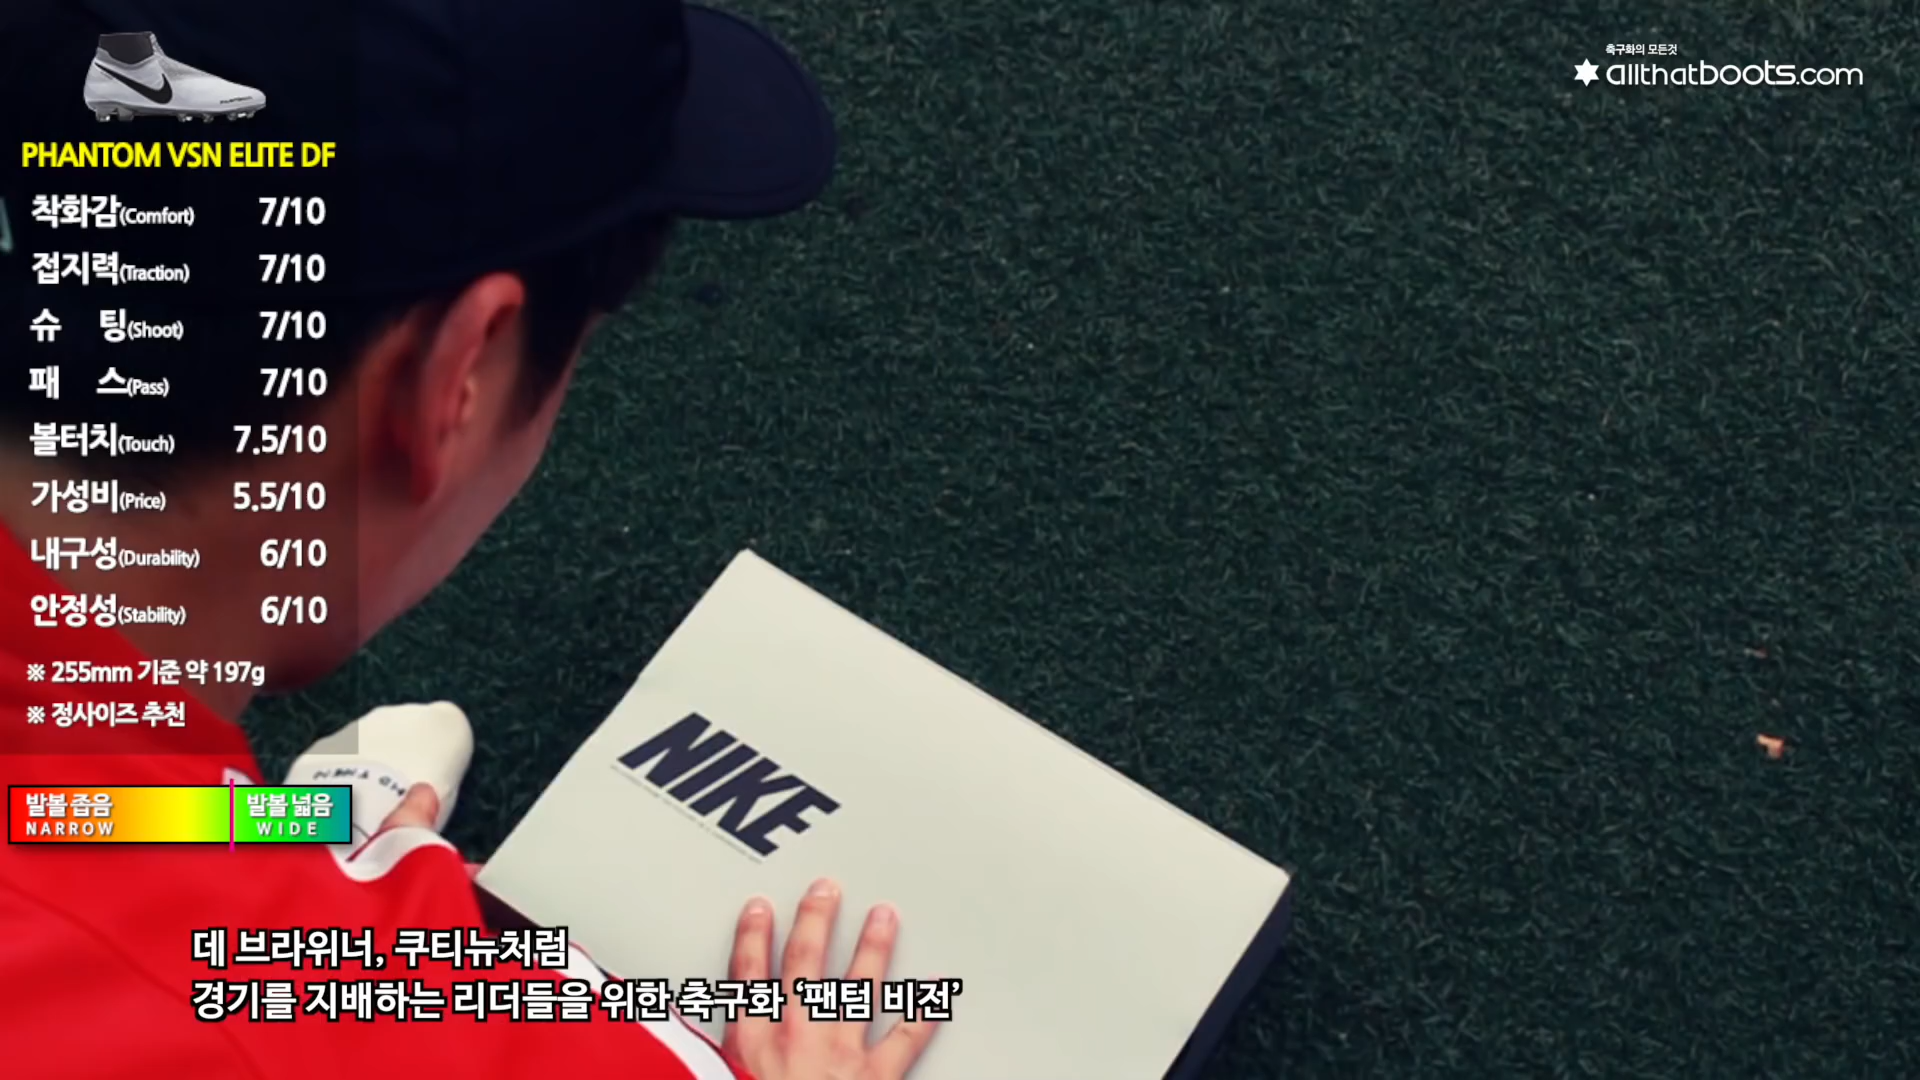 축구화의 모든것
allthatboots.com
PHANTOM VSN ELITE DF
착화감(Comfort) 7/10
접지력(Traction) 7/10
슈 팅(Shoot) 7/10
패 스(Pass) 7/10
볼터치(Touch) 7.5/10
가성비(Price) 5.5/10
내구성(Durability) 6/10
안정성(Stability) 6/10
※ 255mm 기준 약 197g
※ 정사이즈 추천
발볼 좁음 발볼 넓음
NARROW WIDE
NIKE
데 브라위너, 쿠티뉴처럼
경기를 지배하는 리더들을 위한 축구화 ‘팬텀 비전’